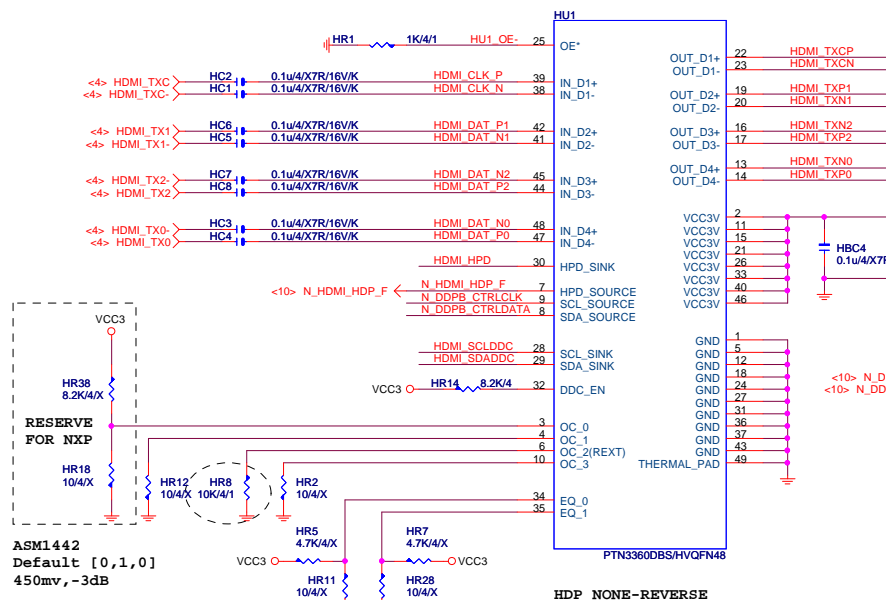 HU1
HR1 1K/4/1 HU1_OE- 25 OE*
OUT_D1+ 22 HDMI_TXCP
OUT_D1- 23 HDMI_TXCN
<4> HDMI_TXC HC2 0.1u/4/X7R/16V/K HDMI_CLK_P 39 IN_D1+
<4> HDMI_TXC- HC1 0.1u/4/X7R/16V/K HDMI_CLK_N 38 IN_D1-
OUT_D2+ 19 HDMI_TXP1
OUT_D2- 20 HDMI_TXN1
<4> HDMI_TX1 HC6 0.1u/4/X7R/16V/K HDMI_DAT_P1 42 IN_D2+
<4> HDMI_TX1- HC5 0.1u/4/X7R/16V/K HDMI_DAT_N1 41 IN_D2-
OUT_D3+ 16 HDMI_TXN2
OUT_D3- 17 HDMI_TXP2
<4> HDMI_TX2- HC7 0.1u/4/X7R/16V/K HDMI_DAT_N2 45 IN_D3+
<4> HDMI_TX2 HC8 0.1u/4/X7R/16V/K HDMI_DAT_P2 44 IN_D3-
OUT_D4+ 13 HDMI_TXN0
OUT_D4- 14 HDMI_TXP0
<4> HDMI_TX0- HC3 0.1u/4/X7R/16V/K HDMI_DAT_N0 48 IN_D4+
<4> HDMI_TX0 HC4 0.1u/4/X7R/16V/K HDMI_DAT_P0 47 IN_D4-
VCC3V 2
VCC3V 11
VCC3V 15
VCC3V 21
VCC3V 26
VCC3V 33
VCC3V 40
VCC3V 46
HBC4
0.1u/4/X7R
HDMI_HPD 30 HPD_SINK
<10> N_HDMI_HDP_F N_HDMI_HDP_F 7 HPD_SOURCE
N_DDPB_CTRLCLK 9 SCL_SOURCE
N_DDPB_CTRLDATA 8 SDA_SOURCE
HDMI_SCLDDC 28 SCL_SINK
HDMI_SDADDC 29 SDA_SINK
VCC3 HR14 8.2K/4 32 DDC_EN
GND 1
GND 5
GND 12
GND 18
GND 24
GND 27
GND 31
GND 36
GND 37
GND 43
THERMAL_PAD 49
<10> N_D
<10> N_DD
VCC3
HR38
8.2K/4/X
RESERVE
FOR NXP
HR18
10/4/X
3 OC_0
4 OC_1
6 OC_2(REXT)
10 OC_3
HR12
10/4/X
HR8
10K/4/1
HR2
10/4/X
34 EQ_0
35 EQ_1
HR5
4.7K/4/X
VCC3
HR7
4.7K/4/X
VCC3
HR11
10/4/X
HR28
10/4/X
PTN3360DBS/HVQFN48
ASM1442
Default [0,1,0]
450mv,-3dB
HDP NONE-REVERSE